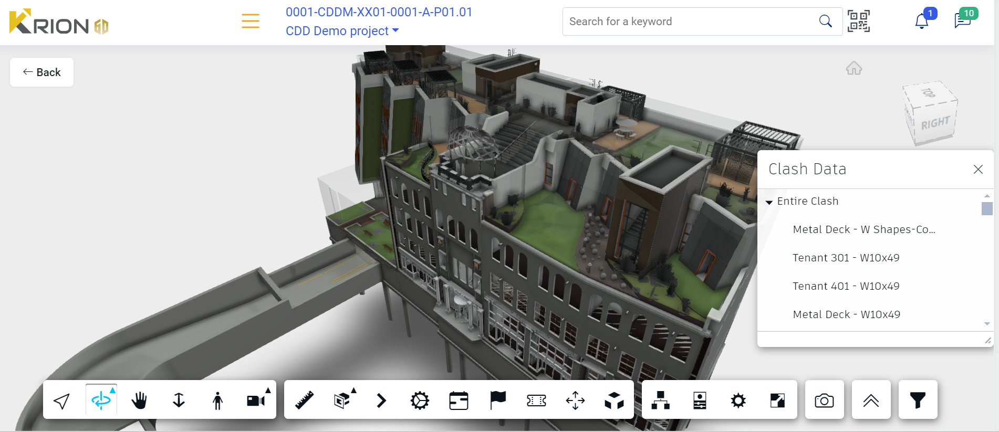 KRION 6D
0001-CDDM-XX01-0001-A-P01.01
CDD Demo project
Search for a keyword
1
10
← Back
TOP
RIGHT
Clash Data
Entire Clash
Metal Deck - W Shapes-Co...
Tenant 301 - W10x49
Tenant 401 - W10x49
Metal Deck - W10x49